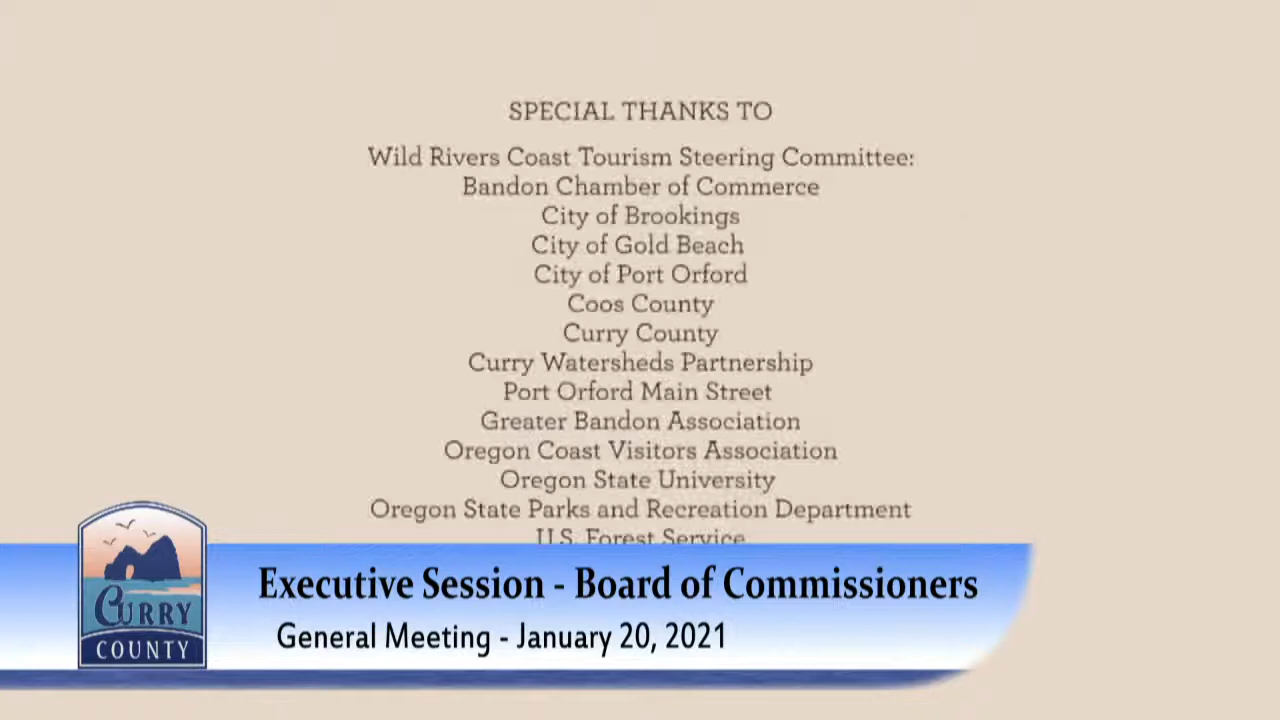 SPECIAL THANKS TO
Wild Rivers Coast Tourism Steering Committee:
Bandon Chamber of Commerce
City of Brookings
City of Gold Beach
City of Port Orford
Coos County
Curry County
Curry Watersheds Partnership
Port Orford Main Street
Greater Bandon Association
Oregon Coast Visitors Association
Oregon State University
Oregon State Parks and Recreation Department
U.S. Forest Service
Executive Session - Board of Commissioners
General Meeting - January 20, 2021
CURRY
COUNTY